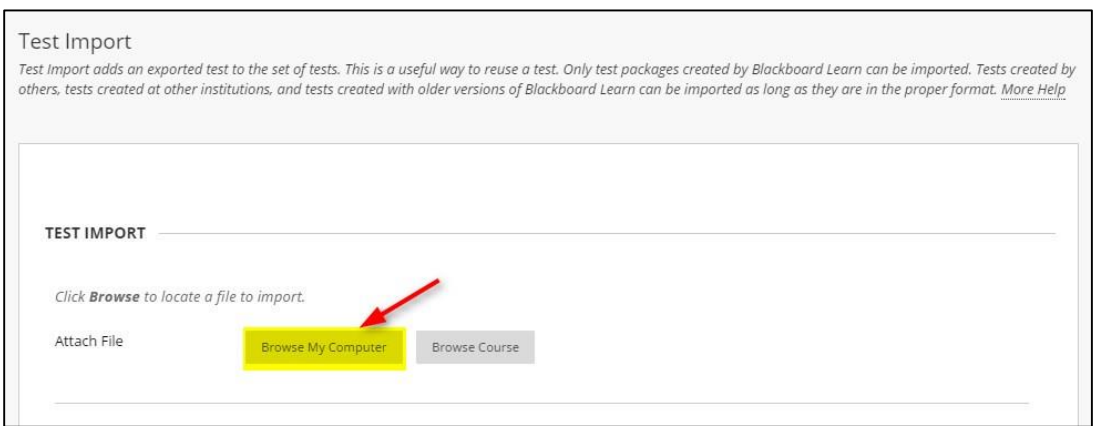 Test Import
Test Import adds an exported test to the set of tests. This is a useful way to reuse a test. Only test packages created by Blackboard Learn can be imported. Tests created by
others, tests created at other institutions, and tests created with older versions of Blackboard Learn can be imported as long as they are in the proper format. More Help
TEST IMPORT
Click Browse to locate a file to import.
Attach File Browse My Computer Browse Course